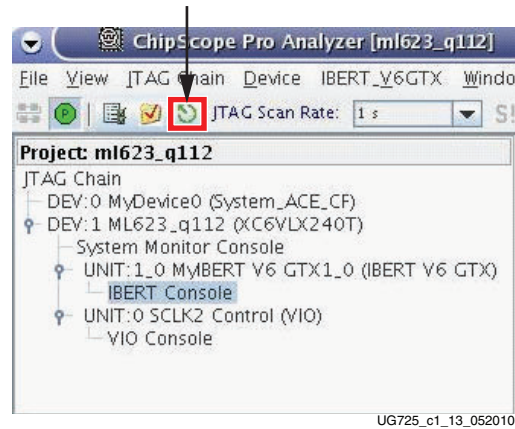 ChipScope Pro Analyzer [ml623_q112]
File View JTAG Chain Device IBERT_V6GTX Windo
JTAG Scan Rate: 1 s S!
Project: ml623_q112
JTAG Chain
DEV:0 MyDevice0 (System_ACE_CF)
DEV:1 ML623_q112 (XC6VLX240T)
System Monitor Console
UNIT:1_0 MyIBERT V6 GTX1_0 (IBERT V6 GTX)
IBERT Console
UNIT:0 SCLK2 Control (VIO)
VIO Console
UG725_c1_13_052010